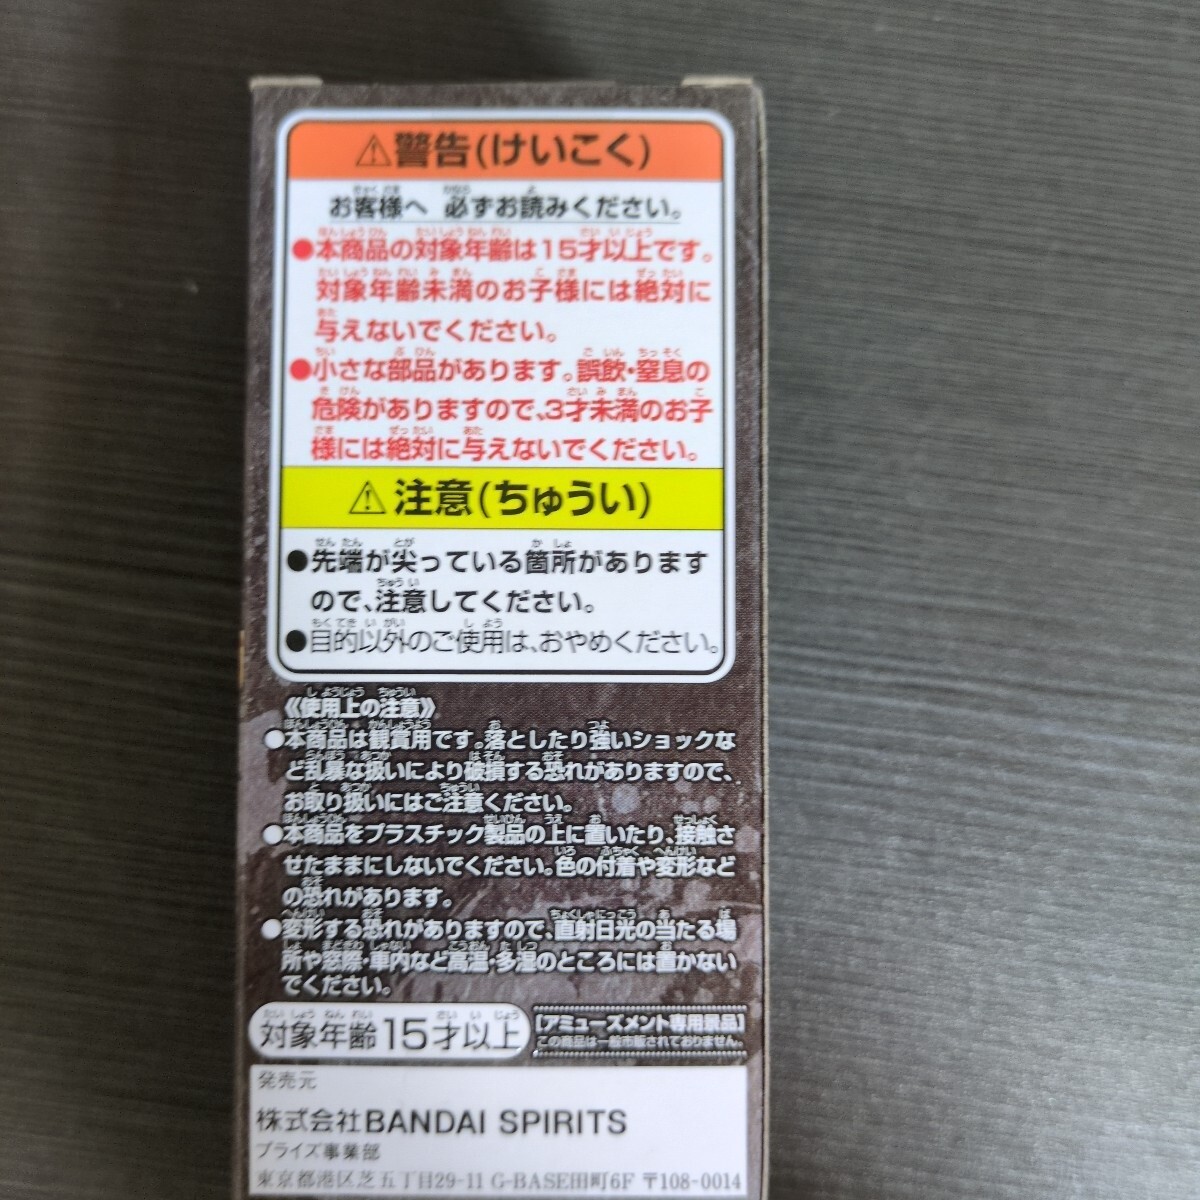 ⚠警告(けいこく)
お客様へ 必ずお読みください。
●本商品の対象年齢は15才以上です。
対象年齢未満のお子様には絶対に
与えないでください。
●小さな部品があります。誤飲・窒息の
危険がありますので、3才未満のお子
様には絶対に与えないでください。
⚠注意(ちゅうい)
●先端が尖っている箇所があります
ので、注意してください。
●目的以外のご使用は、おやめください。
《使用上の注意》
●本商品は観賞用です。落としたり強いショックな
ど乱暴な扱いにより破損する恐れがありますので、
お取り扱いにはご注意ください。
●本商品をプラスチック製品の上に置いたり、接触さ
せたままにしないでください。色の付着や変形など
の恐れがあります。
●変形する恐れがありますので、直射日光の当たる場
所や窓際・車内など高温・多湿のところには置かない
でください。
対象年齢15才以上
【アミューズメント専用景品】
この商品は一般市販されておりません。
発売元
株式会社BANDAI SPIRITS
プライズ事業部
東京都港区芝五丁目29-11 G-BASE田町6F 〒108-0014